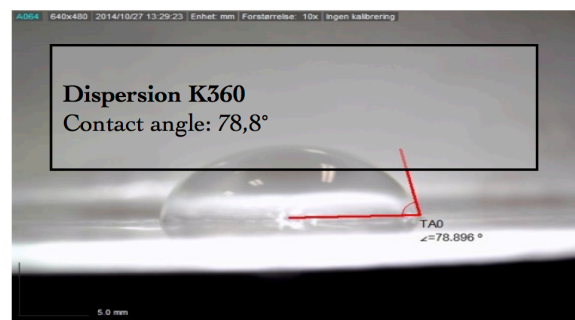 A064 640x480 2014/10/27 13:29:23 Enhet: mm Forstørrelse: 10x Ingen kalibrering
Dispersion K360
Contact angle: 78,8°
TA0
∠=78.896 °
5.0 mm